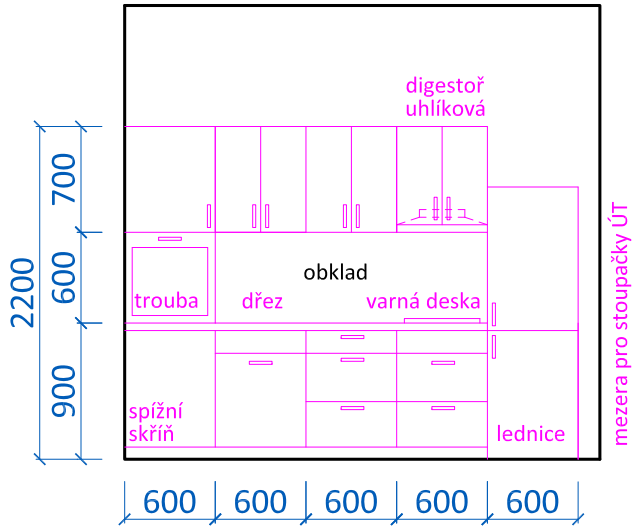 digestoř
uhlíková
700
600
2200
900
obklad
trouba
dřez
varná deska
spížní
skříň
lednice
mezera pro stoupačky ÚT
600
600
600
600
600